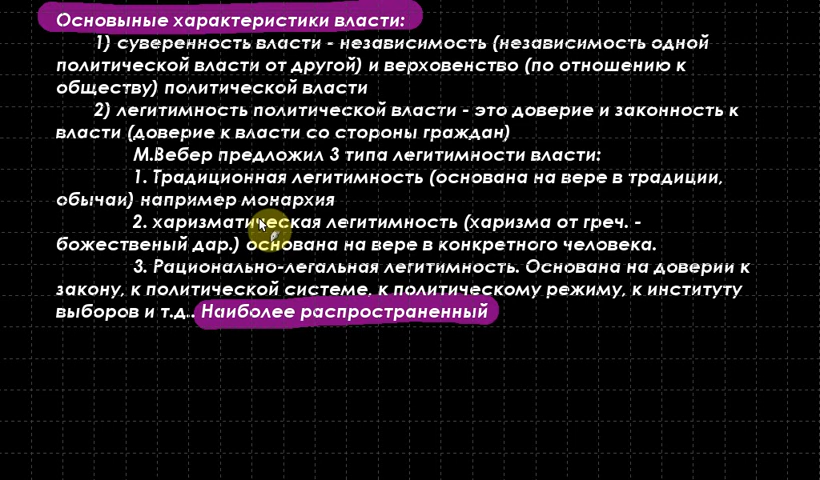 Основыные характеристики власти:
1) суверенность власти - независимость (независимость одной
политической власти от другой) и верховенство (по отношению к
обществу) политической власти
2) легитимность политической власти - это доверие и законность к
власти (доверие к власти со стороны граждан)
М.Вебер предложил 3 типа легитимности власти:
1. Традиционная легитимность (основана на вере в традиции,
обычаи) например монархия
2. харизматическая легитимность (харизма от греч. -
божественый дар.) основана на вере в конкретного человека.
3. Рационально-легальная легитимность. Основана на доверии к
закону, к политической системе, к политическому режиму, к институту
выборов и т.д.. Наиболее распространенный